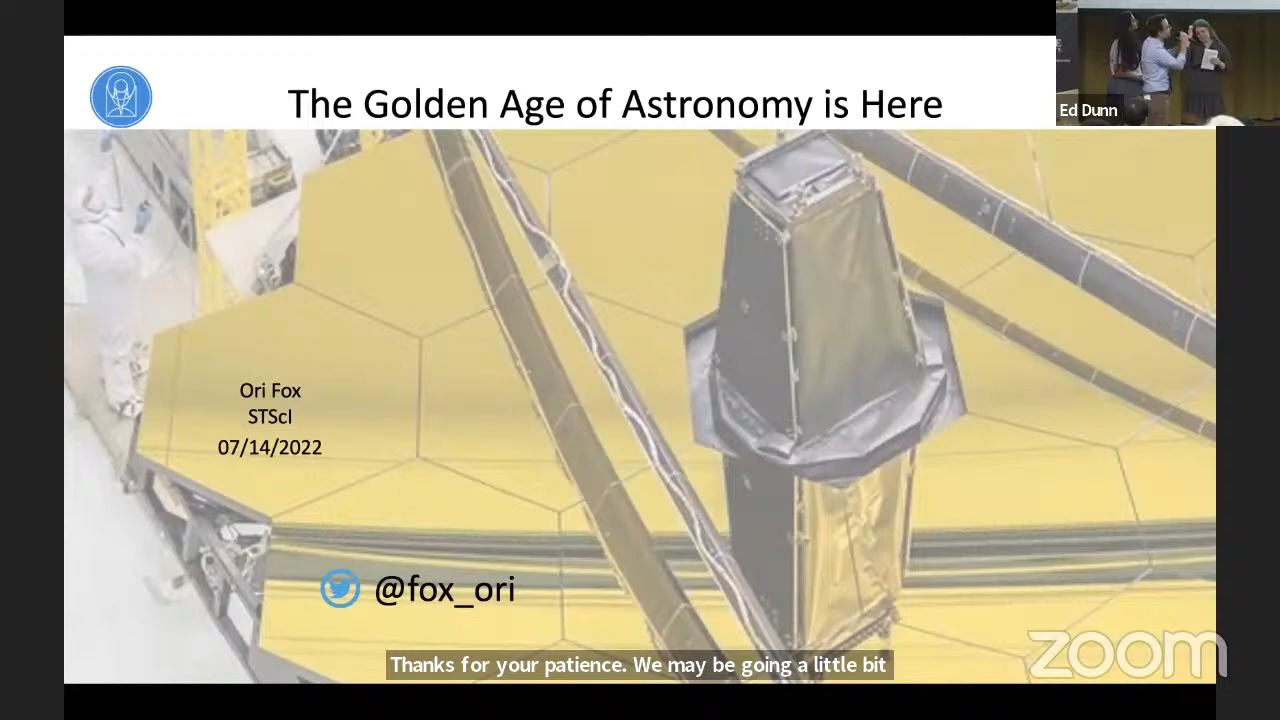 The Golden Age of Astronomy is Here
Ed Dunn
Ori Fox
STScI
07/14/2022
@fox_ori
Thanks for your patience. We may be going a little bit
zoom